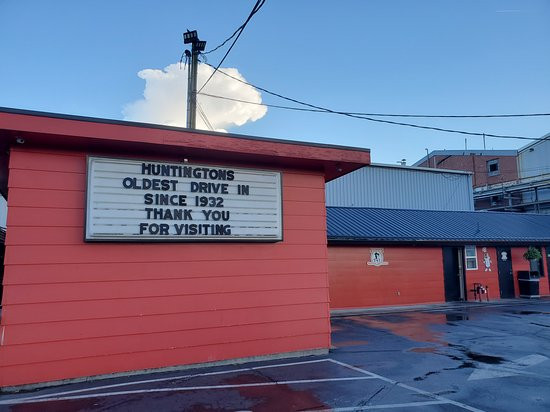 HUNTINGTONS
OLDEST DRIVE IN
SINCE 1932
THANK YOU
FOR VISITING